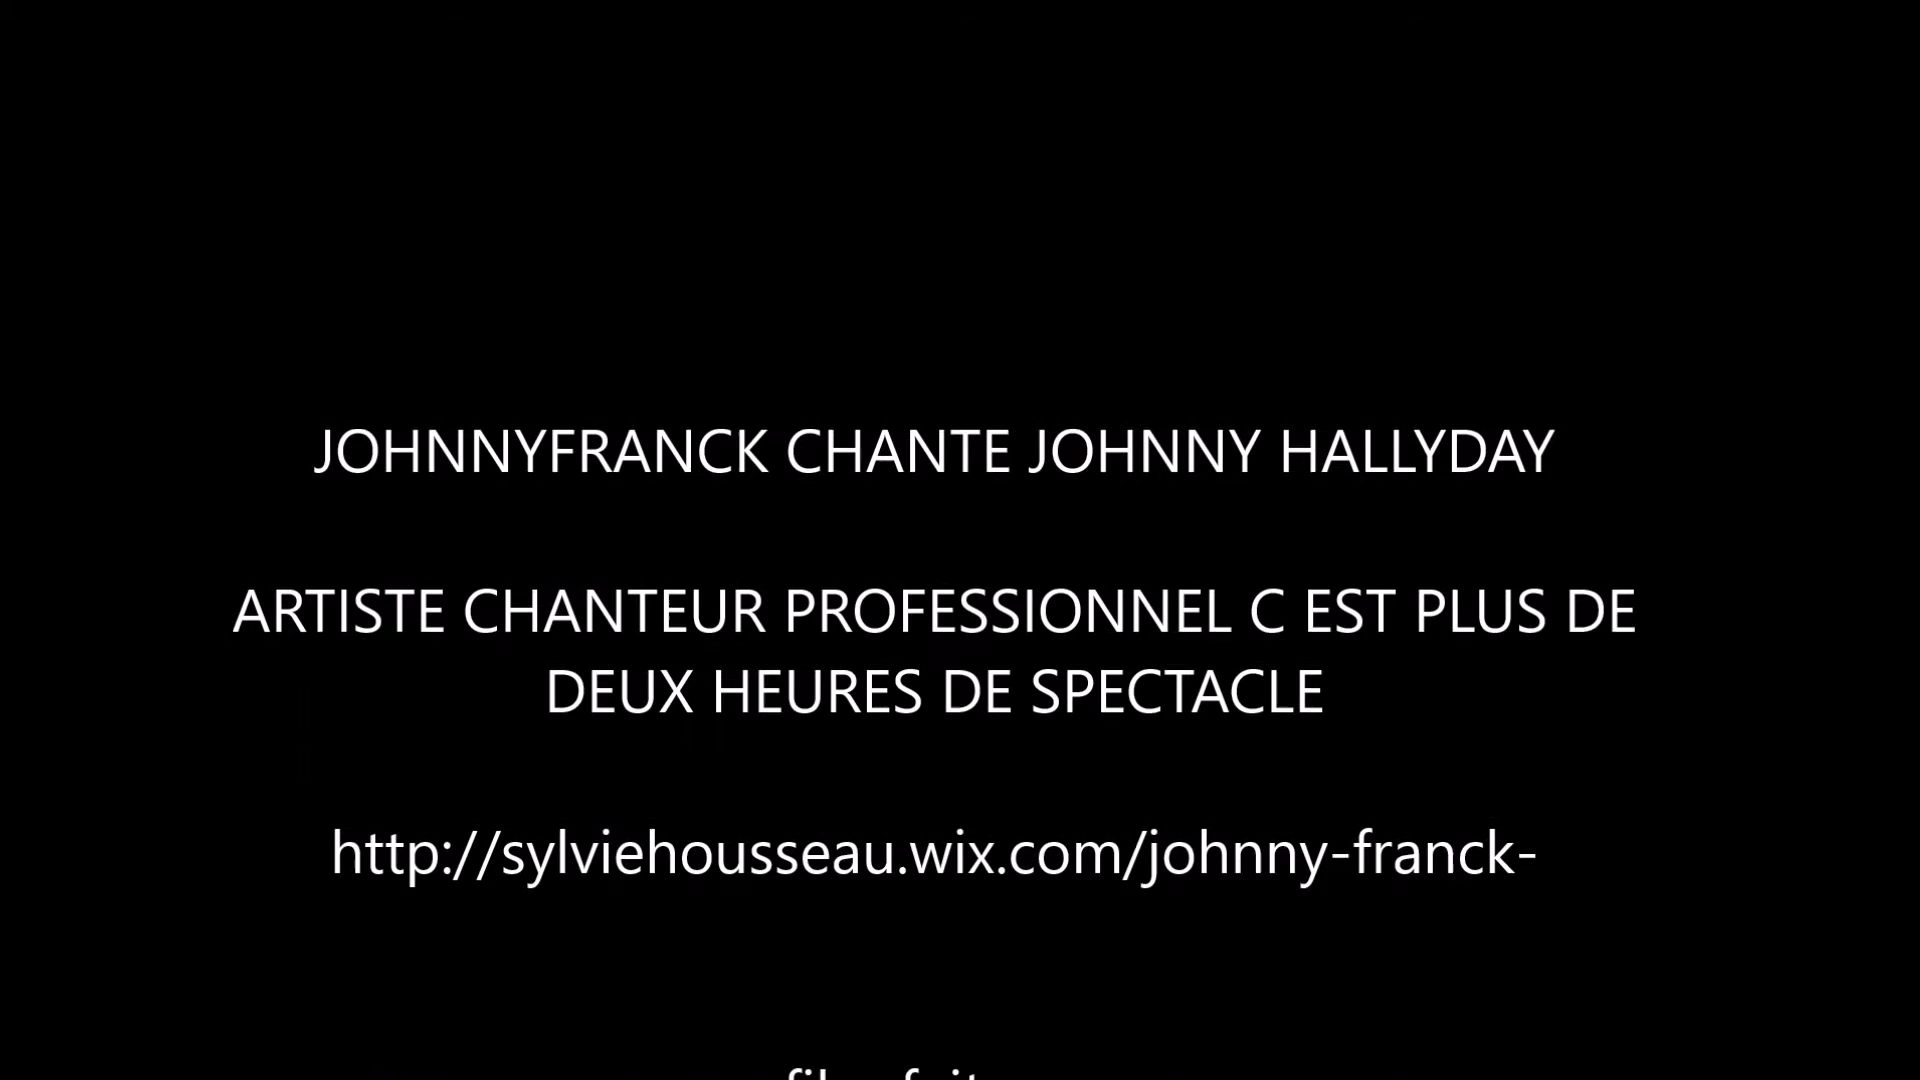 JOHNNYFRANCK CHANTE JOHNNY HALLYDAY
ARTISTE CHANTEUR PROFESSIONNEL C EST PLUS DE
DEUX HEURES DE SPECTACLE
http://sylviehousseau.wix.com/johnny-franck-